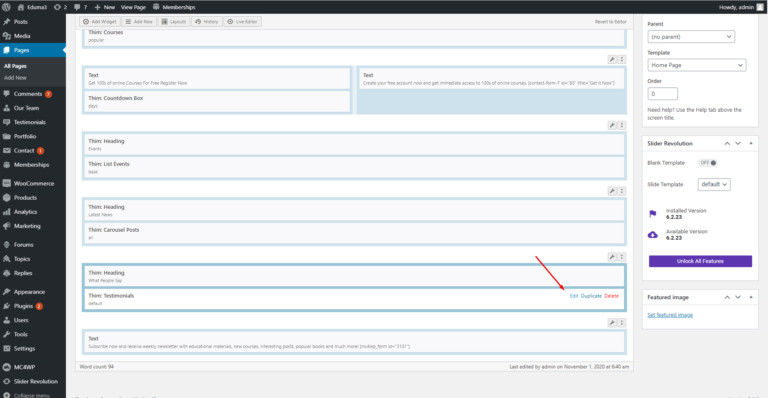 Eduma3 2 7 New View Page Memberships Howdy, admin
Posts
Media
Pages
All Pages
Add New
Comments 2
Our Team
Testimonials
Portfolio
Contact 1
Memberships
WooCommerce
Products
Analytics
Marketing
Forums
Topics
Replies
Appearance
Plugins 2
Users
Tools
Settings
MC4WP
Slider Revolution
Collapse menu
Add Widget Add Row Layouts History Live Editor Revert to Editor
Thim: Courses
popular
Text
Get 100s of online Courses for Free Register Now
Thim: Countdown Box
days
Text
Create your free account now and get immediate access to 100s of online courses. [contact-form-7 id="85" title="Get It Now"]
Thim: Heading
Events
Thim: List Events
base
Thim: Heading
Latest News
Thim: Carousel Posts
all
Thim: Heading
What People Say
Thim: Testimonials
default
Edit Duplicate Delete
Text
Subscribe now and receive weekly newsletter with educational materials, new courses, interesting posts, popular books and much more! [mc4wp_form id="3101"]
Word count: 94 Last edited by admin on November 1, 2020 at 6:40 am
Parent
(no parent)
Template
Home Page
Order
0
Need help? Use the Help tab above the
screen title.
Slider Revolution
Blank Template OFF
Slide Template default
Installed Version
6.2.23
Available Version
6.2.23
Unlock All Features
Featured image
Set featured image